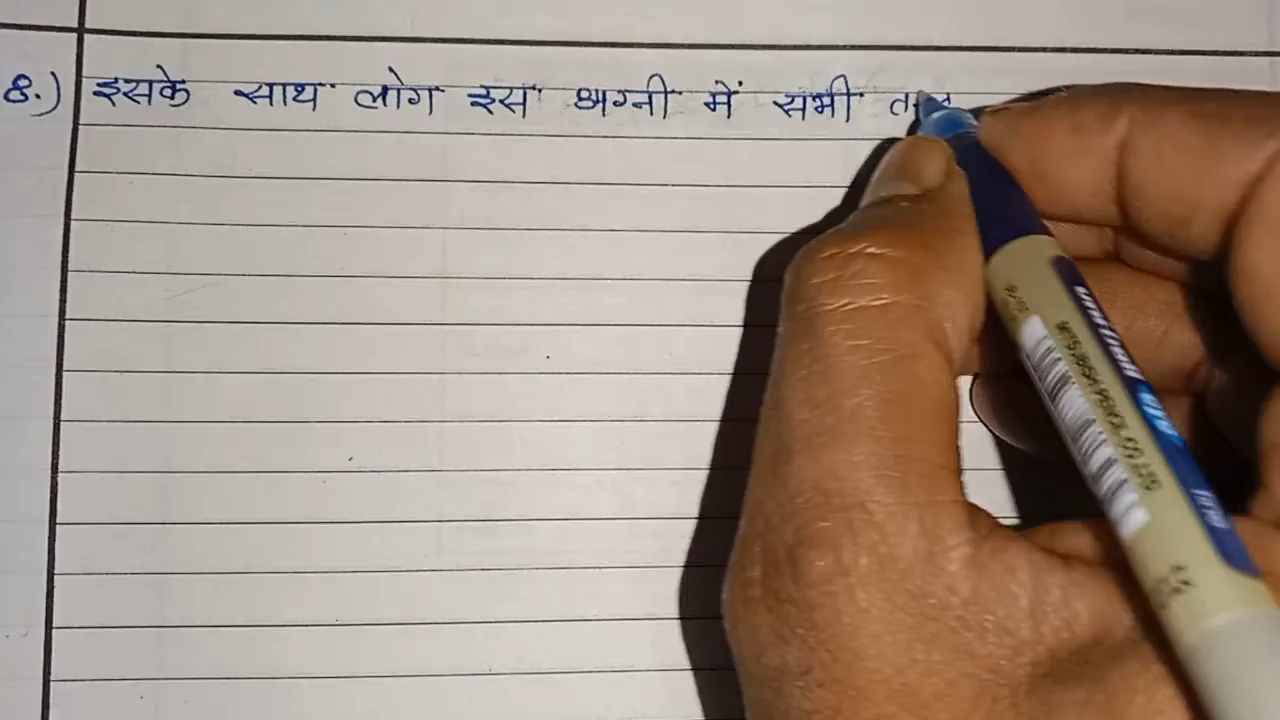 8.) इसके साथ लोग इस अग्नी में सभी